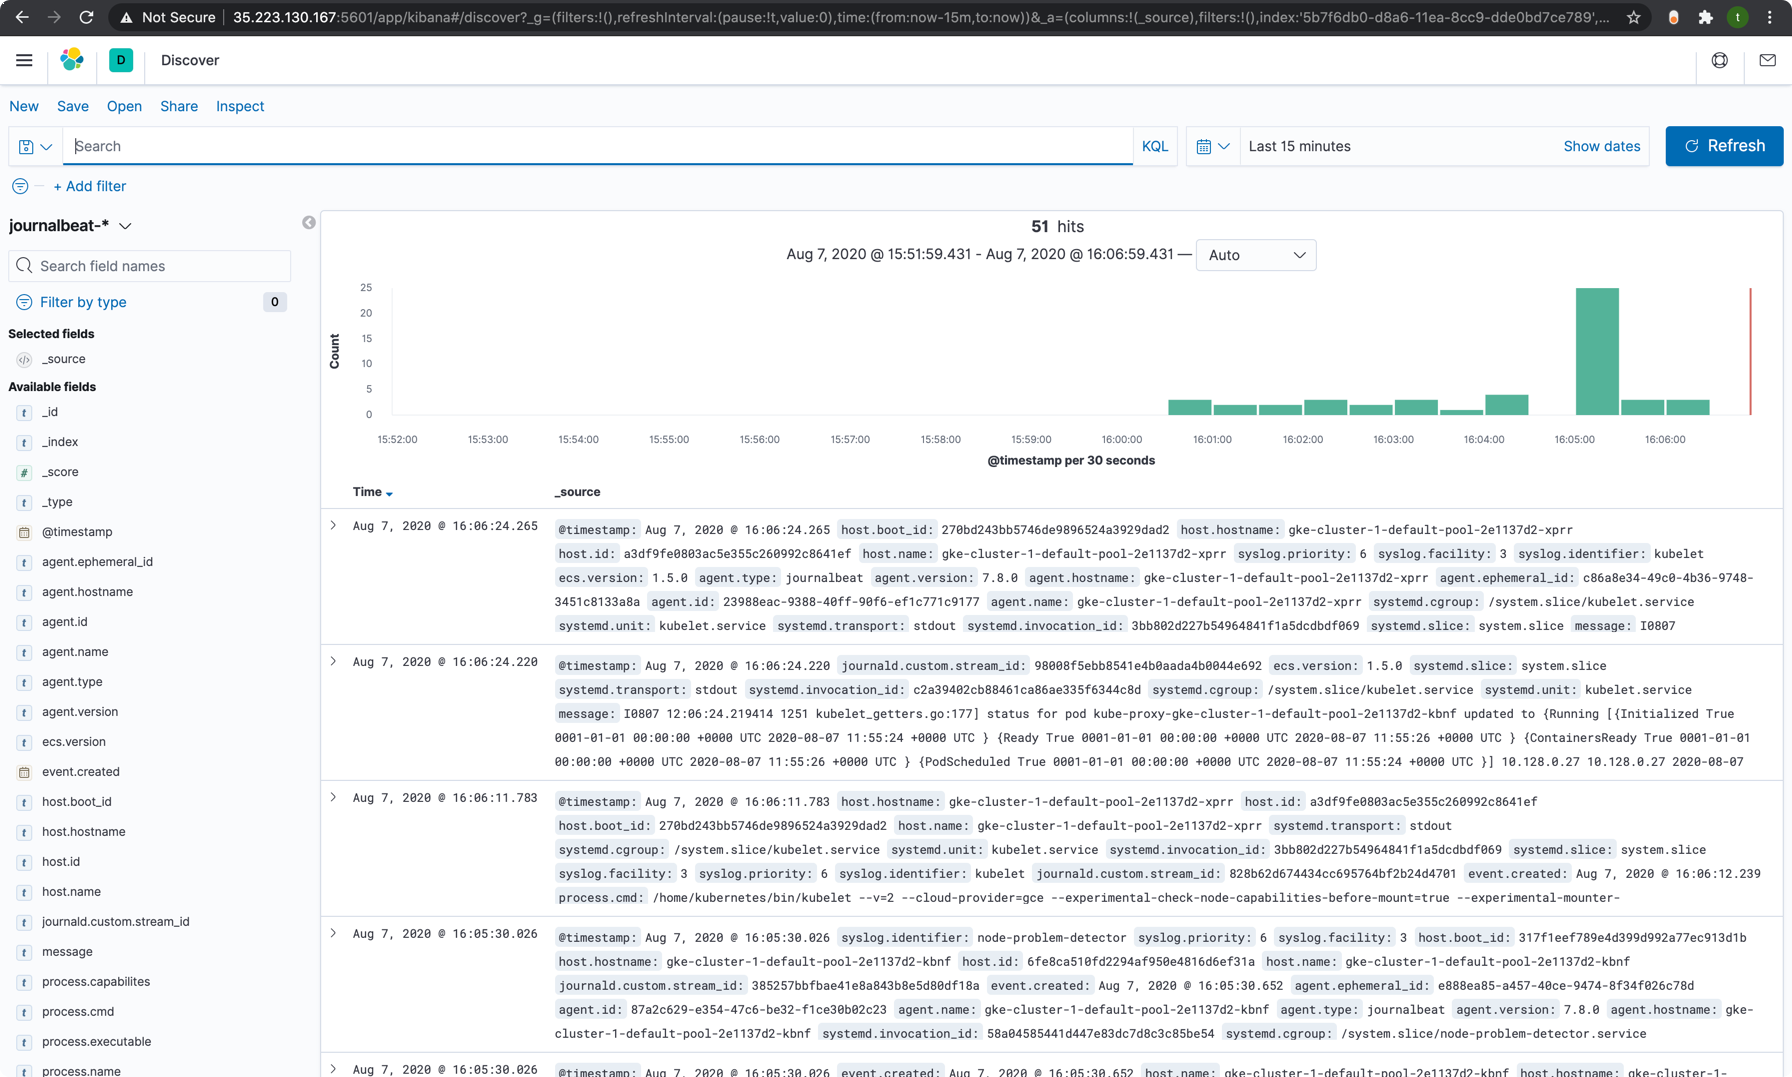 Not Secure 35.223.130.167:5601/app/kibana#/discover?_g=(filters:!(),refreshInterval:(pause:!t,value:0),time:(from:now-15m,to:now))&_a=(columns:!(_source),filters:!(),index:'5b7f6db0-d8a6-11ea-8cc9-dde0bd7ce789',... t
D Discover
New Save Open Share Inspect
Search KQL Last 15 minutes Show dates Refresh
+ Add filter
journalbeat-*
Search field names
Filter by type 0
Selected fields
_source
Available fields
t _id
t _index
# _score
t _type
@timestamp
t agent.ephemeral_id
t agent.hostname
t agent.id
t agent.name
t agent.type
t agent.version
t ecs.version
event.created
t host.boot_id
t host.hostname
t host.id
t host.name
t journald.custom.stream_id
t message
t process.capabilites
t process.cmd
t process.executable
t process.name
51 hits
Aug 7, 2020 @ 15:51:59.431 - Aug 7, 2020 @ 16:06:59.431 — Auto
Count
25
20
15
10
5
0
15:52:00 15:53:00 15:54:00 15:55:00 15:56:00 15:57:00 15:58:00 15:59:00 16:00:00 16:01:00 16:02:00 16:03:00 16:04:00 16:05:00 16:06:00
@timestamp per 30 seconds
Time _source
Aug 7, 2020 @ 16:06:24.265 @timestamp: Aug 7, 2020 @ 16:06:24.265 host.boot_id: 270bd243bb5746de9896524a3929dad2 host.hostname: gke-cluster-1-default-pool-2e1137d2-xprr
host.id: a3df9fe0803ac5e355c260992c8641ef host.name: gke-cluster-1-default-pool-2e1137d2-xprr syslog.priority: 6 syslog.facility: 3 syslog.identifier: kubelet
ecs.version: 1.5.0 agent.type: journalbeat agent.version: 7.8.0 agent.hostname: gke-cluster-1-default-pool-2e1137d2-xprr agent.ephemeral_id: c86a8e34-49c0-4b36-9748-
3451c8133a8a agent.id: 23988eac-9388-40ff-90f6-ef1c771c9177 agent.name: gke-cluster-1-default-pool-2e1137d2-xprr systemd.cgroup: /system.slice/kubelet.service
systemd.unit: kubelet.service systemd.transport: stdout systemd.invocation_id: 3bb802d227b54964841f1a5dcdbdf069 systemd.slice: system.slice message: I0807
Aug 7, 2020 @ 16:06:24.220 @timestamp: Aug 7, 2020 @ 16:06:24.220 journald.custom.stream_id: 98008f5ebb8541e4b0aada4b0044e692 ecs.version: 1.5.0 systemd.slice: system.slice
systemd.transport: stdout systemd.invocation_id: c2a39402cb88461ca86ae335f6344c8d systemd.cgroup: /system.slice/kubelet.service systemd.unit: kubelet.service
message: I0807 12:06:24.219414 1251 kubelet_getters.go:177] status for pod kube-proxy-gke-cluster-1-default-pool-2e1137d2-kbnf updated to {Running [{Initialized True
0001-01-01 00:00:00 +0000 UTC 2020-08-07 11:55:24 +0000 UTC } {Ready True 0001-01-01 00:00:00 +0000 UTC 2020-08-07 11:55:26 +0000 UTC } {ContainersReady True 0001-01-01
00:00:00 +0000 UTC 2020-08-07 11:55:26 +0000 UTC } {PodScheduled True 0001-01-01 00:00:00 +0000 UTC 2020-08-07 11:55:24 +0000 UTC }] 10.128.0.27 10.128.0.27 2020-08-07
Aug 7, 2020 @ 16:06:11.783 @timestamp: Aug 7, 2020 @ 16:06:11.783 host.hostname: gke-cluster-1-default-pool-2e1137d2-xprr host.id: a3df9fe0803ac5e355c260992c8641ef
host.boot_id: 270bd243bb5746de9896524a3929dad2 host.name: gke-cluster-1-default-pool-2e1137d2-xprr systemd.transport: stdout
systemd.cgroup: /system.slice/kubelet.service systemd.unit: kubelet.service systemd.invocation_id: 3bb802d227b54964841f1a5dcdbdf069 systemd.slice: system.slice
syslog.facility: 3 syslog.priority: 6 syslog.identifier: kubelet journald.custom.stream_id: 828b62d674434cc695764bf2b24d4701 event.created: Aug 7, 2020 @ 16:06:12.239
process.cmd: /home/kubernetes/bin/kubelet --v=2 --cloud-provider=gce --experimental-check-node-capabilities-before-mount=true --experimental-mounter-
Aug 7, 2020 @ 16:05:30.026 @timestamp: Aug 7, 2020 @ 16:05:30.026 syslog.identifier: node-problem-detector syslog.priority: 6 syslog.facility: 3 host.boot_id: 317f1eef789e4d399d992a77ec913d1b
host.hostname: gke-cluster-1-default-pool-2e1137d2-kbnf host.id: 6fe8ca510fd2294af950e4816d6ef31a host.name: gke-cluster-1-default-pool-2e1137d2-kbnf
journald.custom.stream_id: 385257bbfbae41e8a843b8e5d80df18a event.created: Aug 7, 2020 @ 16:05:30.652 agent.ephemeral_id: e888ea85-a457-40ce-9474-8f34f026c78d
agent.id: 87a2c629-e354-47c6-be32-f1ce30b02c23 agent.name: gke-cluster-1-default-pool-2e1137d2-kbnf agent.type: journalbeat agent.version: 7.8.0 agent.hostname: gke-
cluster-1-default-pool-2e1137d2-kbnf systemd.invocation_id: 58a04585441d447e83dc7d8c3c85be54 systemd.cgroup: /system.slice/node-problem-detector.service
Aug 7, 2020 @ 16:05:30.026 @timestamp: Aug 7, 2020 @ 16:05:30.026 event.created: Aug 7, 2020 @ 16:05:30.652 host.name: gke-cluster-1-default-pool-2e1137d2-kbnf host.hostname: gke-cluster-1-